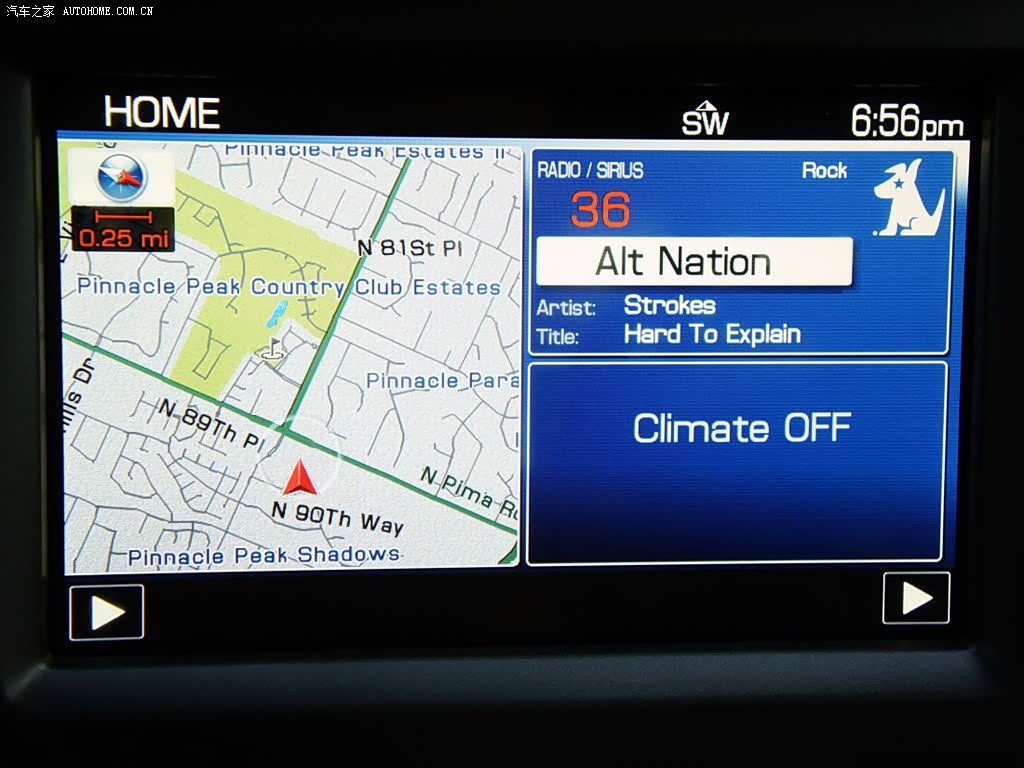 汽车之家 AUTOHOME.COM.CN
HOME
SW
6:56pm
Pinnacle Peak Estates II
0.25 mi
N 81St Pl
Pinnacle Peak Country Club Estates
Pinnacle Para
N 89Th Pl
N Pima R
N 90Th Way
Pinnacle Peak Shadows
RADIO / SIRIUS
Rock
36
Alt Nation
Artist: Strokes
Title: Hard To Explain
Climate OFF